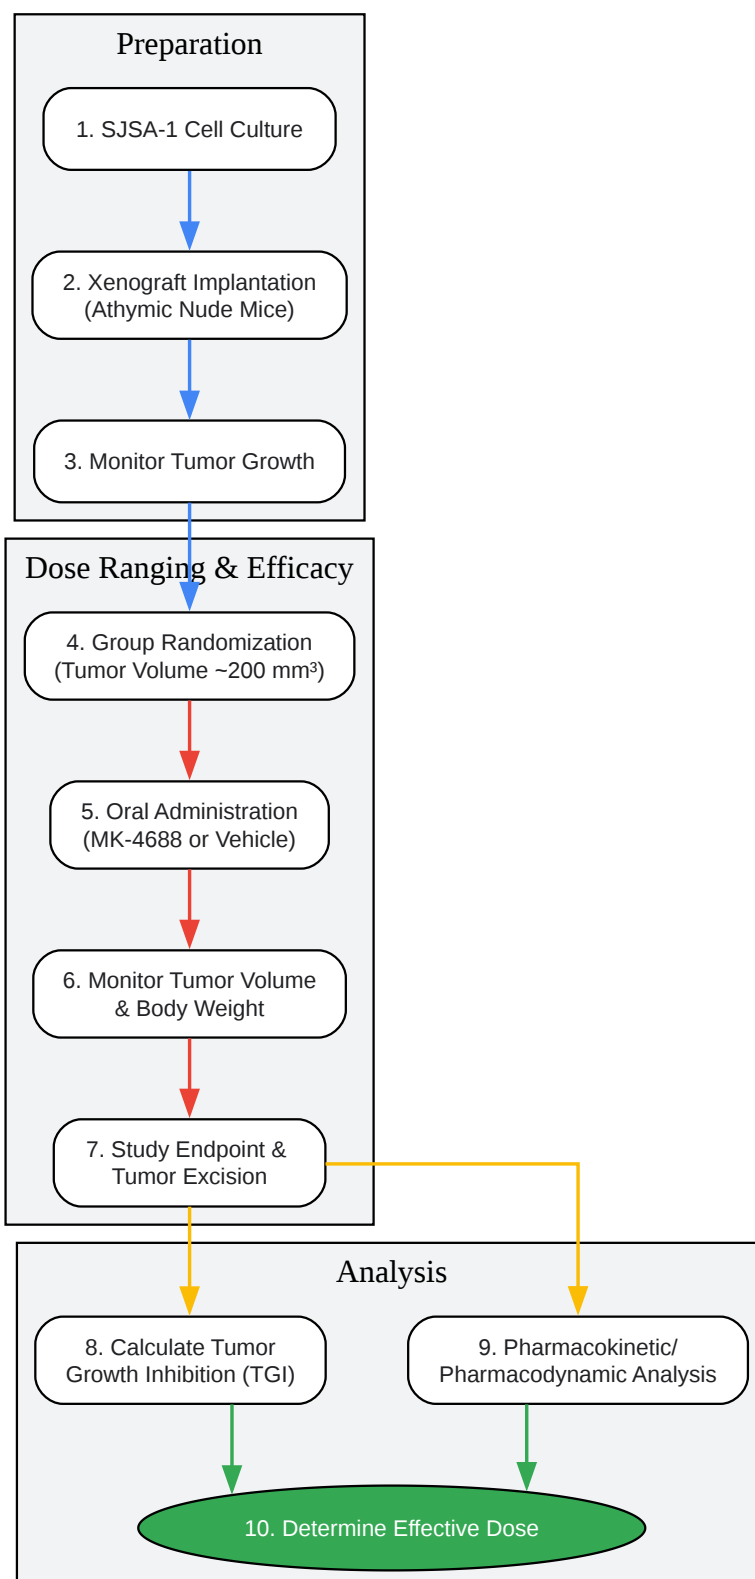 Preparation
1. SJSA-1 Cell Culture
2. Xenograft Implantation
(Athymic Nude Mice)
3. Monitor Tumor Growth
Dose Ranging & Efficacy
4. Group Randomization
(Tumor Volume ~200 mm³)
5. Oral Administration
(MK-4688 or Vehicle)
6. Monitor Tumor Volume
& Body Weight
7. Study Endpoint &
Tumor Excision
Analysis
8. Calculate Tumor
Growth Inhibition (TGI)
9. Pharmacokinetic/
Pharmacodynamic Analysis
10. Determine Effective Dose